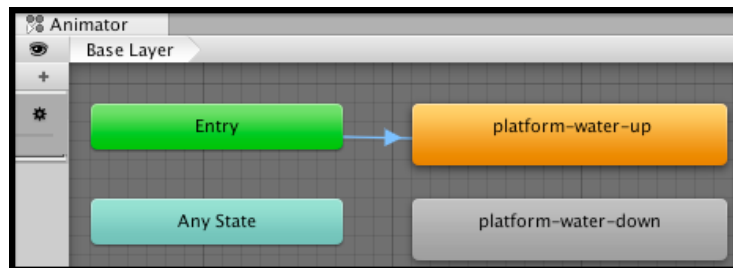 Animator
Base Layer
+
Entry
platform-water-up
Any State
platform-water-down